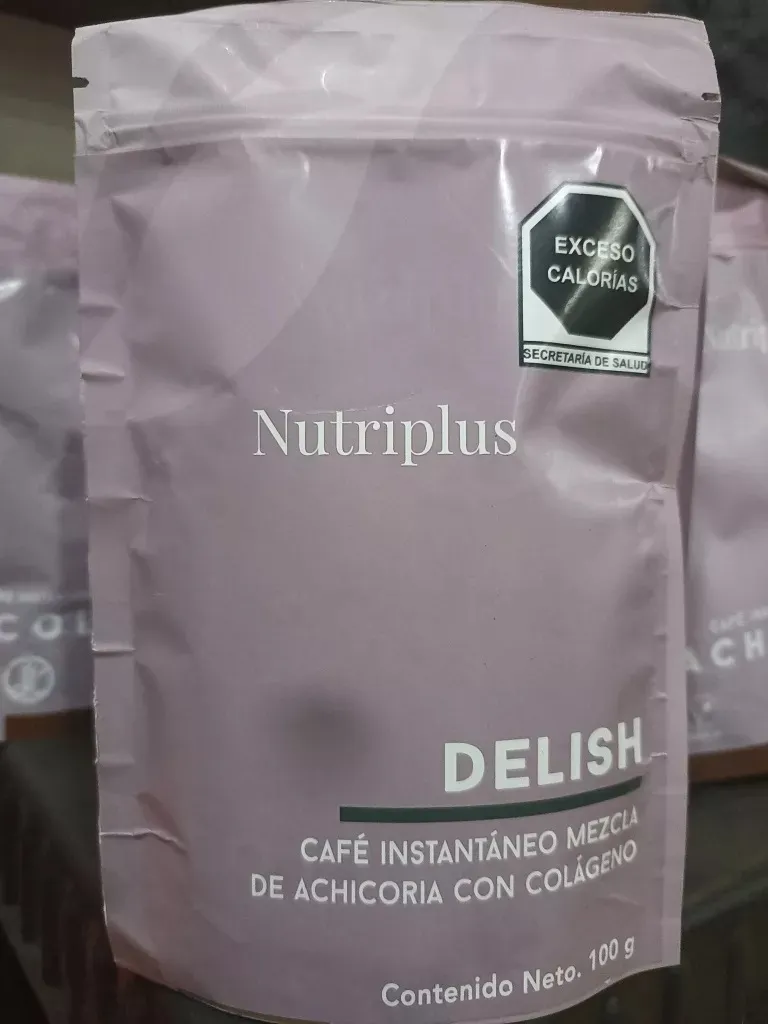 EXCESO
CALORÍAS
SECRETARÍA DE SALUD
Nutriplus
DELISH
CAFÉ INSTANTÁNEO MEZCLA
DE ACHICORIA CON COLÁGENO
Contenido Neto. 100 g